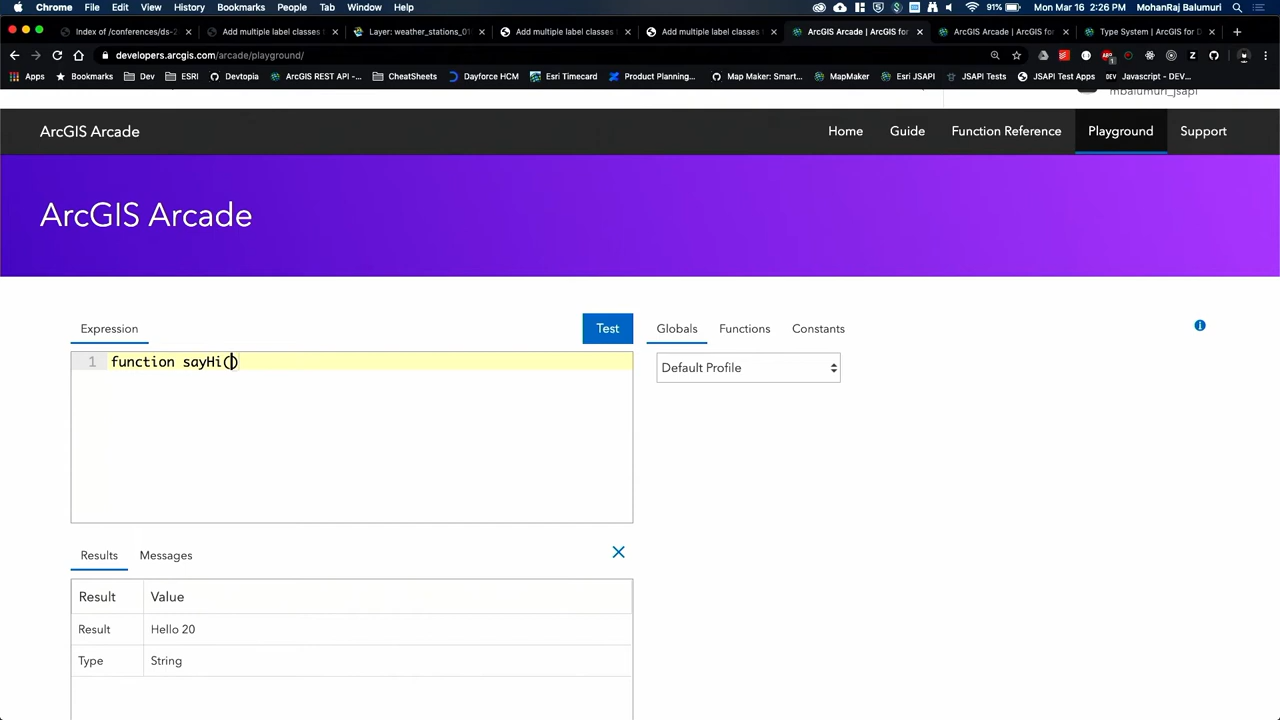 Chrome File Edit View History Bookmarks People Tab Window Help 91% Mon Mar 16 2:26 PM MohanRaj Balumuri
Index of /conferences/ds-2 Add multiple label classes t Layer: weather_stations_01 Add multiple label classes t Add multiple label classes t ArcGIS Arcade | ArcGIS for ArcGIS Arcade | ArcGIS for Type System | ArcGIS for D
developers.arcgis.com/arcade/playground/
Apps Bookmarks Dev ESRI Devtopia ArcGIS REST API -... CheatSheets Dayforce HCM Esri Timecard Product Planning... Map Maker: Smart... MapMaker Esri JSAPI JSAPI Tests JSAPI Test Apps Javascript - DEV...
mbalumuri_jsapi
ArcGIS Arcade Home Guide Function Reference Playground Support
ArcGIS Arcade
Expression Test Globals Functions Constants
1 function sayHi()
Default Profile
Results Messages
Result Value
Result Hello 20
Type String